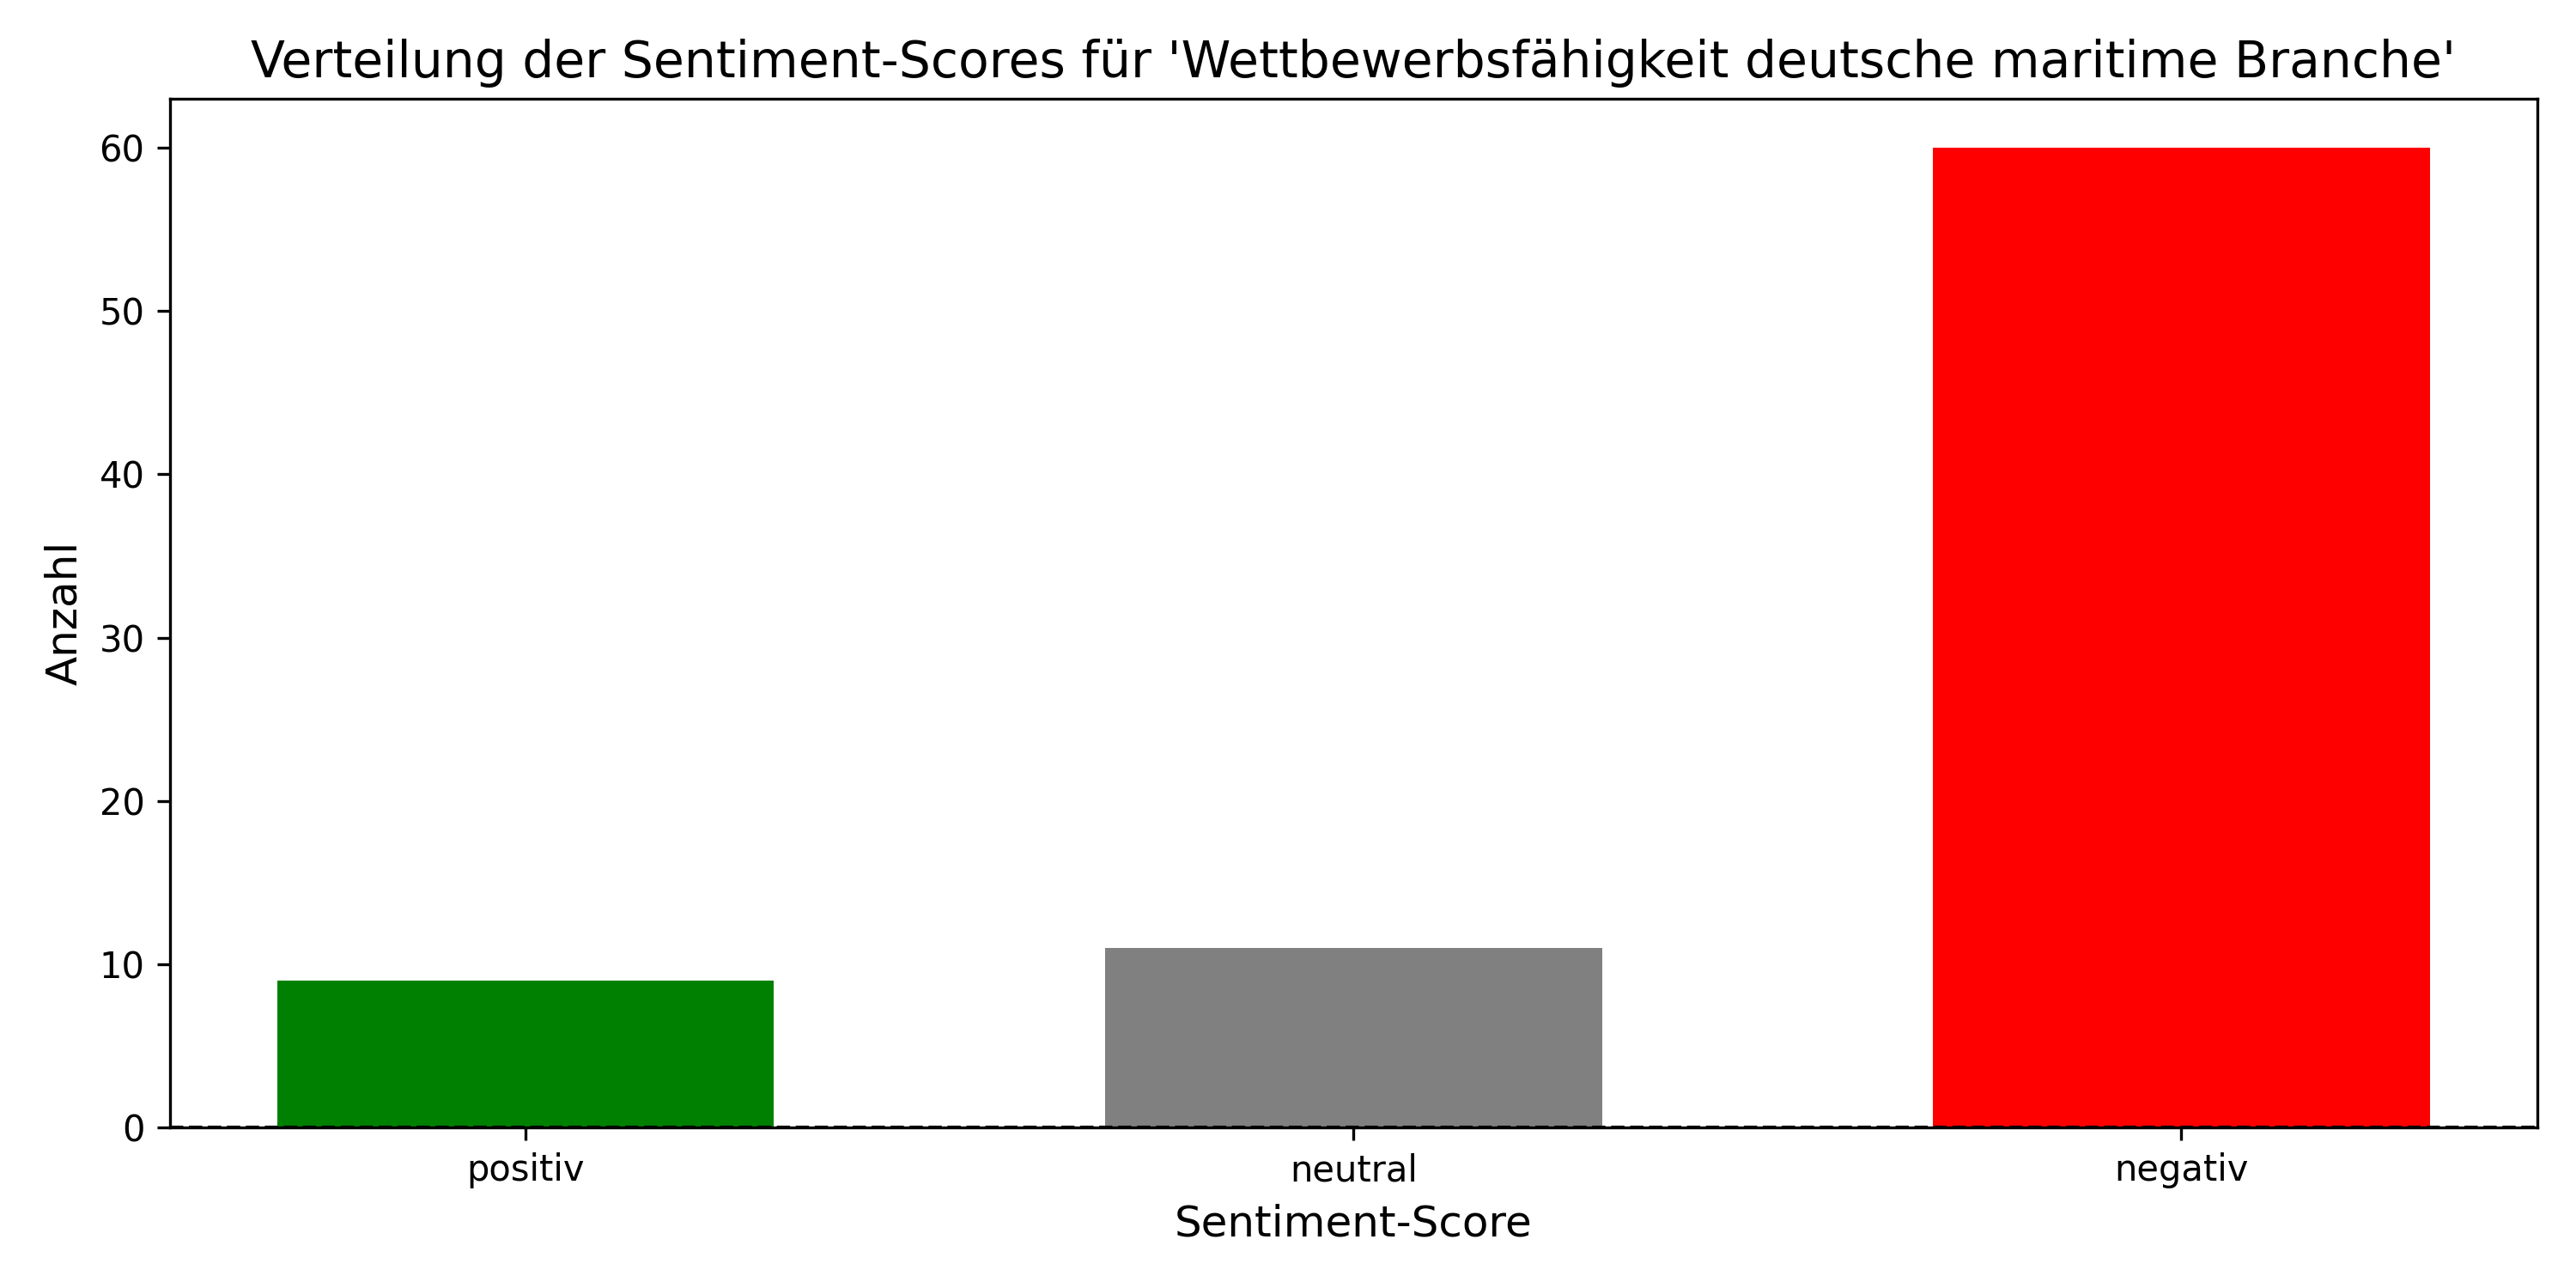 Verteilung der Sentiment-Scores für 'Wettbewerbsfähigkeit deutsche maritime Branche'
60
50
40
30
20
10
0
Anzahl
positiv
neutral
negativ
Sentiment-Score